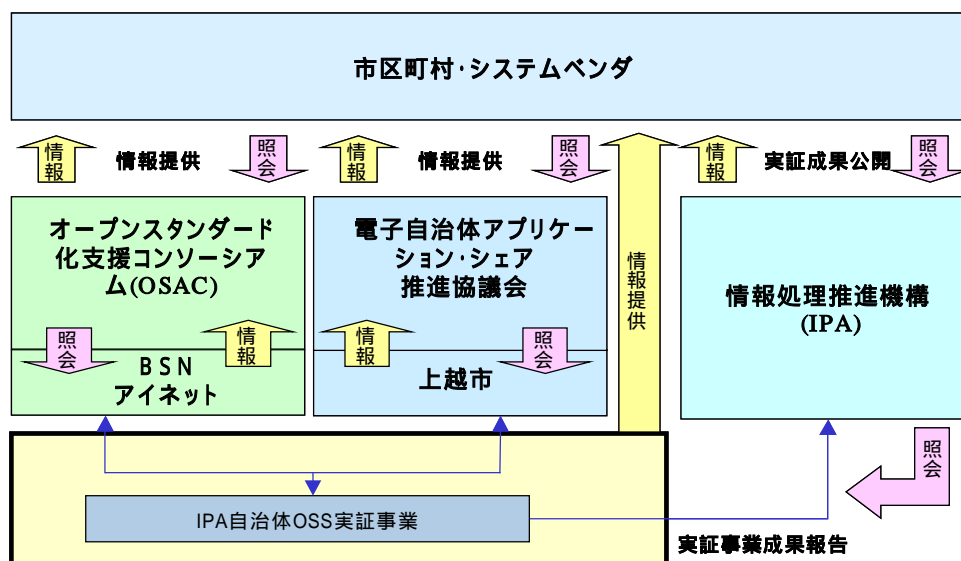 市区町村・システムベンダ
情報
情報提供
照会
情報
情報提供
照会
情報
実証成果公開
照会
オープンスタンダード
化支援コンソーシア
ム(OSAC)
照会
情報
BSN
アイネット
電子自治体アプリケー
ション・シェア
推進協議会
情報
照会
上越市
情報提供
情報処理推進機構
(IPA)
照会
IPA自治体OSS実証事業
実証事業成果報告